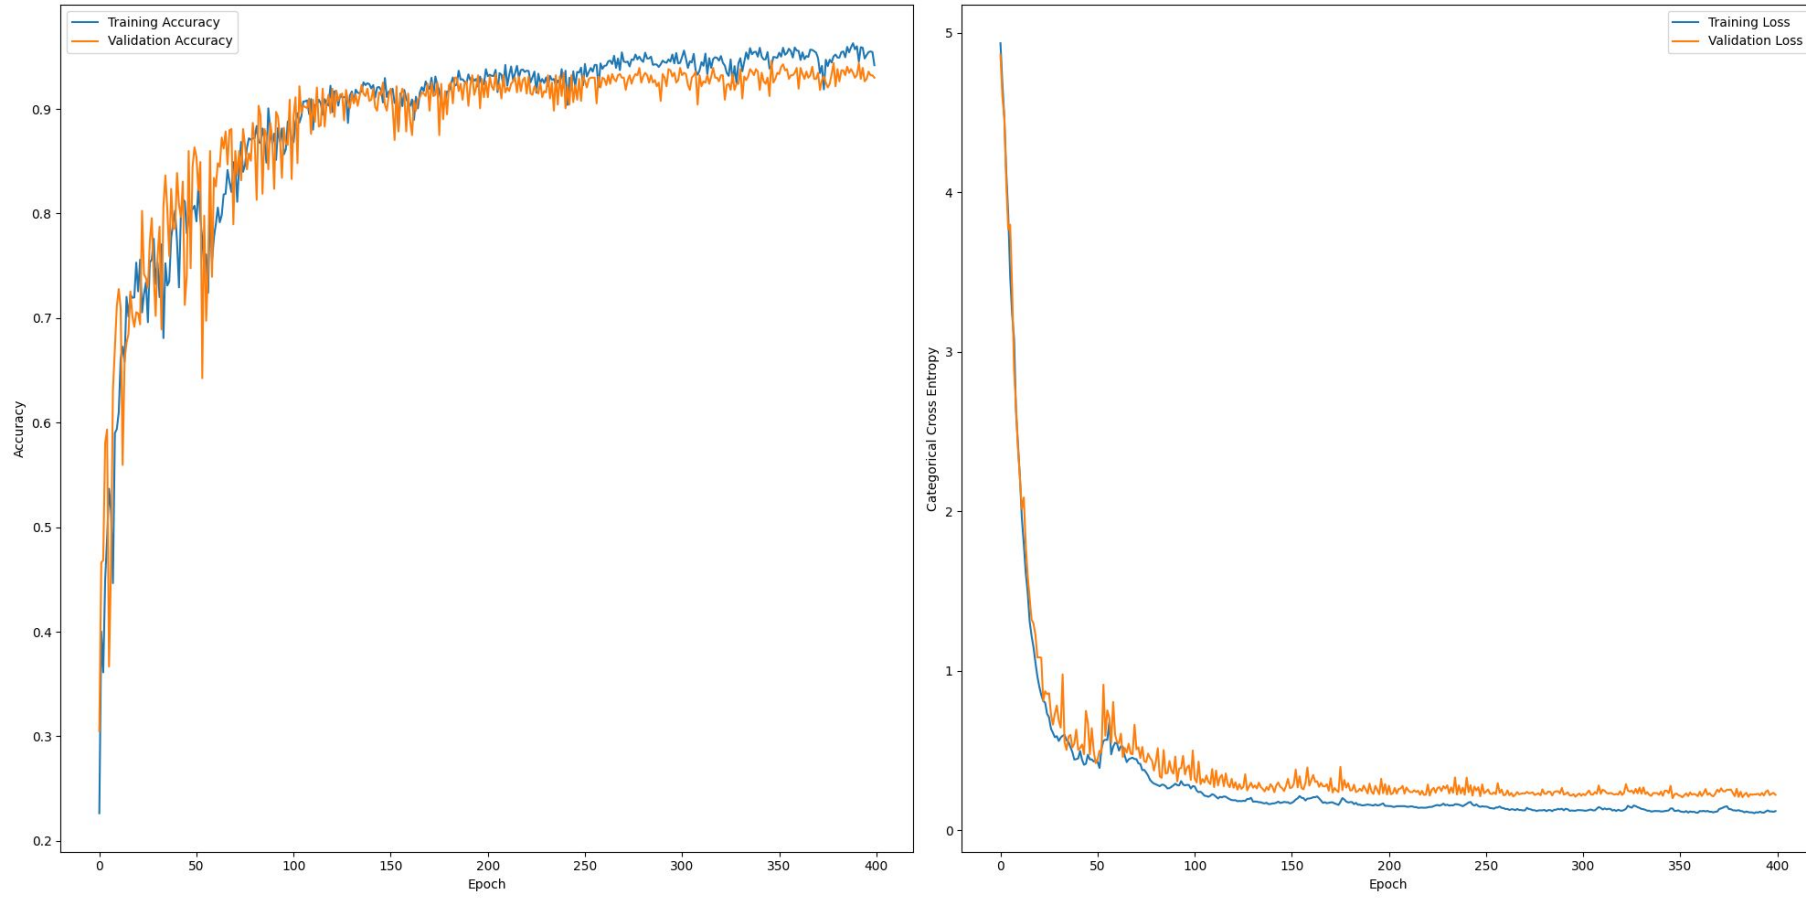 Training Accuracy
Validation Accuracy
0.9
0.8
0.7
0.6
0.5
0.4
0.3
0.2
Accuracy
0 50 100 150 200 250 300 350 400
Epoch
Training Loss
Validation Loss
5
4
3
2
1
0
Categorical Cross Entropy
0 50 100 150 200 250 300 350 400
Epoch